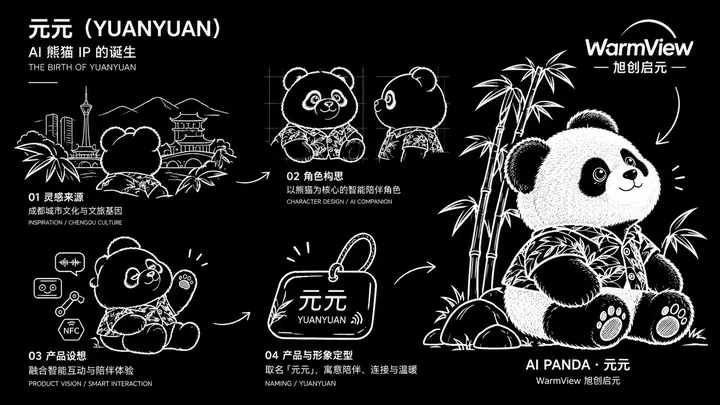 元元（YUANYUAN）
AI 熊猫 IP 的诞生
THE BIRTH OF YUANYUAN
WarmView
旭创启元
01 灵感来源
成都城市文化与文旅基因
INSPIRATION / CHENGDU CULTURE
02 角色构思
以熊猫为核心的智能陪伴角色
CHARACTER DESIGN / AI COMPANION
NFC
03 产品设想
融合智能互动与陪伴体验
PRODUCT VISION / SMART INTERACTION
元元
YUANYUAN
04 产品与形象定型
取名「元元」，寓意陪伴、连接与温暖
NAMING / YUANYUAN
AI PANDA · 元元
WarmView 旭创启元